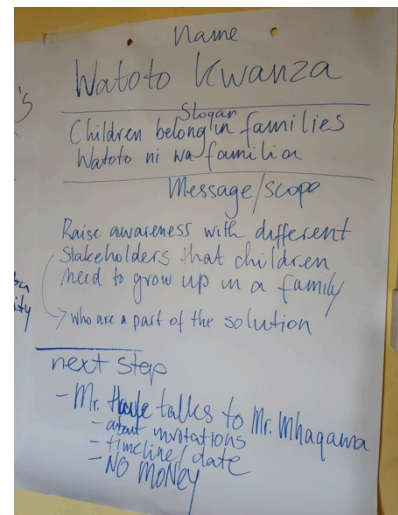 Name
Watoto Kwanza
Slogan
Children belong in families
Watoto ni wa familia
Message/scope
Raise awareness with different
stakeholders that children
need to grow up in a family
who are a part of the solution
next step
- Mr. talks to Mr. Mhagama
- about invitations
- timeline/date
- NO MONEY